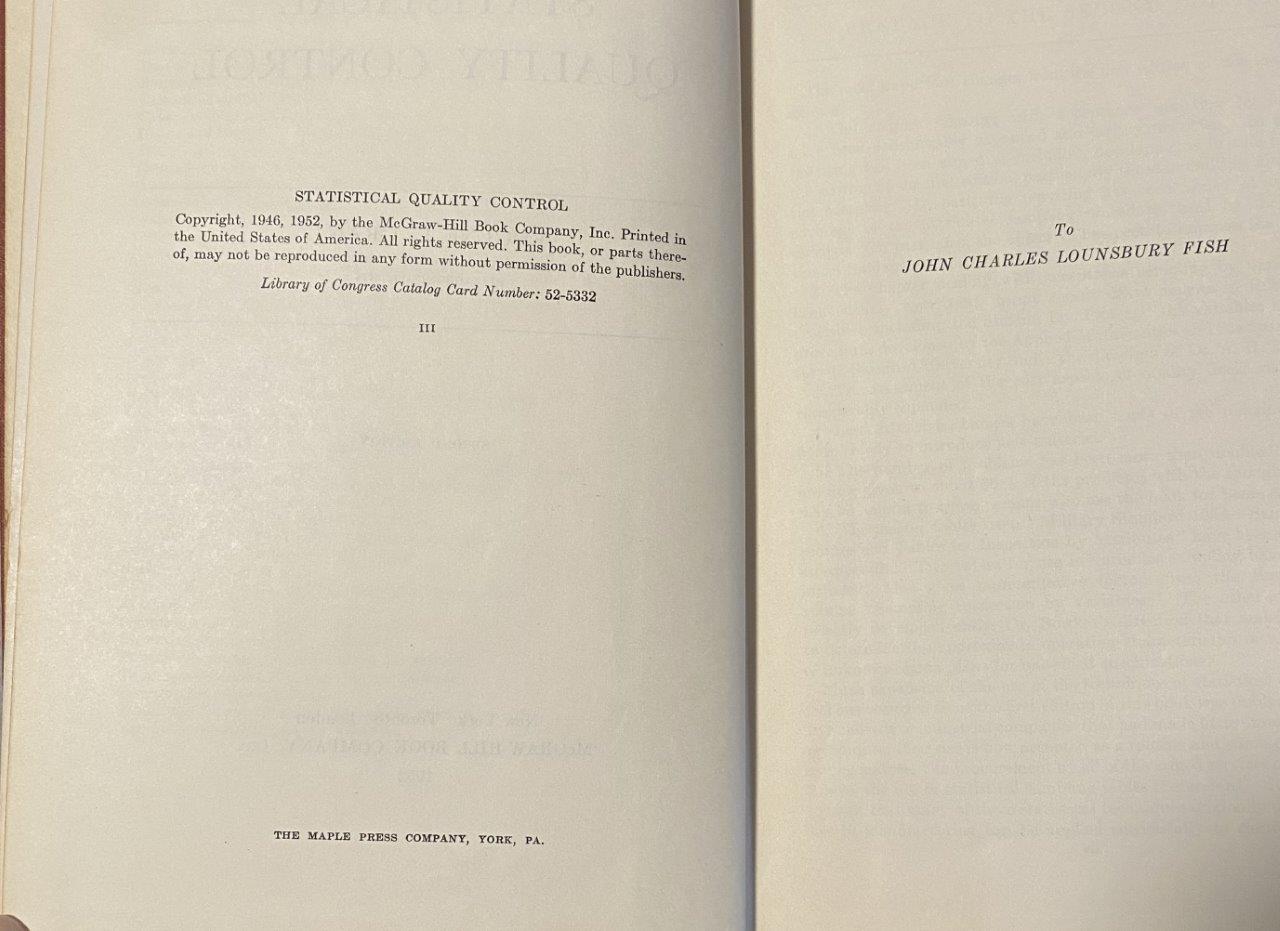 STATISTICAL QUALITY CONTROL
Copyright, 1946, 1952, by the McGraw-Hill Book Company, Inc. Printed in
the United States of America. All rights reserved. This book, or parts there-
of, may not be reproduced in any form without permission of the publishers.
Library of Congress Catalog Card Number: 52-5332
III
THE MAPLE PRESS COMPANY, YORK, PA.
To
JOHN CHARLES LOUNSBURY FISH